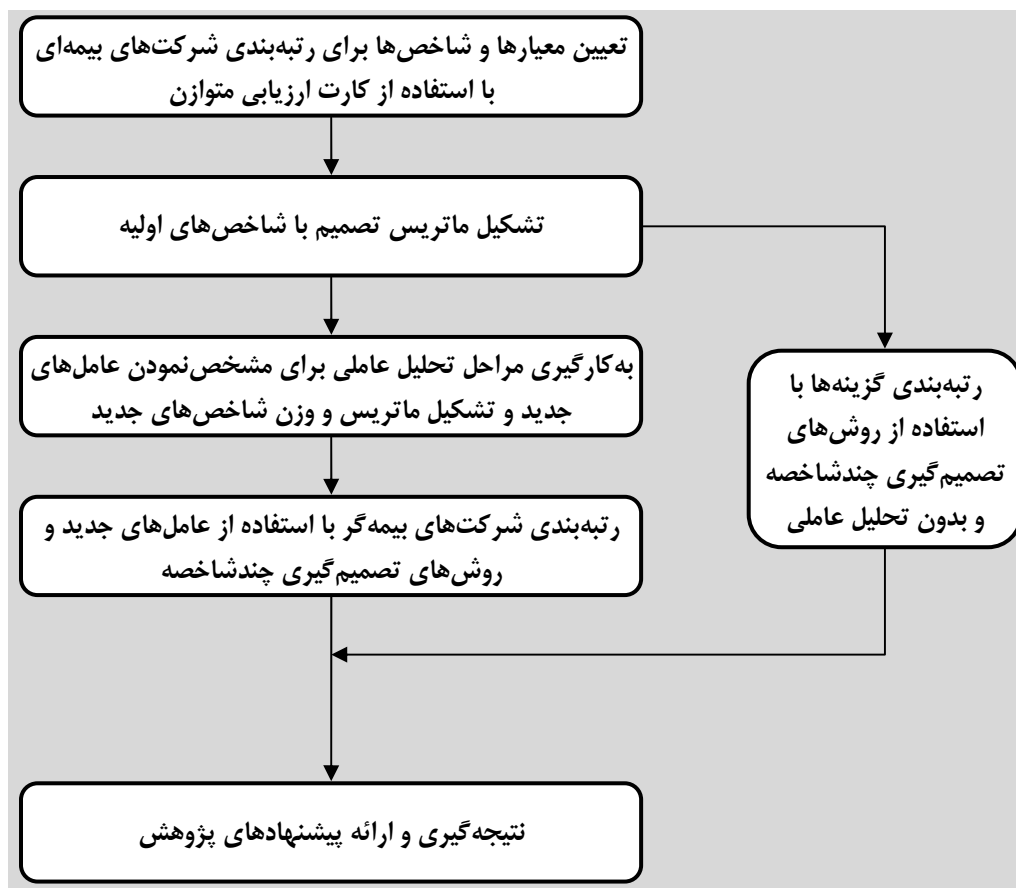 تعیین معیارها و شاخص‌ها برای رتبه‌بندی شرکت‌های بیمه‌ای
با استفاده از کارت ارزیابی متوازن
تشکیل ماتریس تصمیم با شاخص‌های اولیه
به‌کارگیری مراحل تحلیل عاملی برای مشخص‌نمودن عامل‌های
جدید و تشکیل ماتریس و وزن شاخص‌های جدید
رتبه‌بندی گزینه‌ها با
استفاده از روش‌های
تصمیم‌گیری چندشاخصه
و بدون تحلیل عاملی
رتبه‌بندی شرکت‌های بیمه‌گر با استفاده از عامل‌های جدید و
روش‌های تصمیم‌گیری چندشاخصه
نتیجه‌گیری و ارائه پیشنهادهای پژوهش